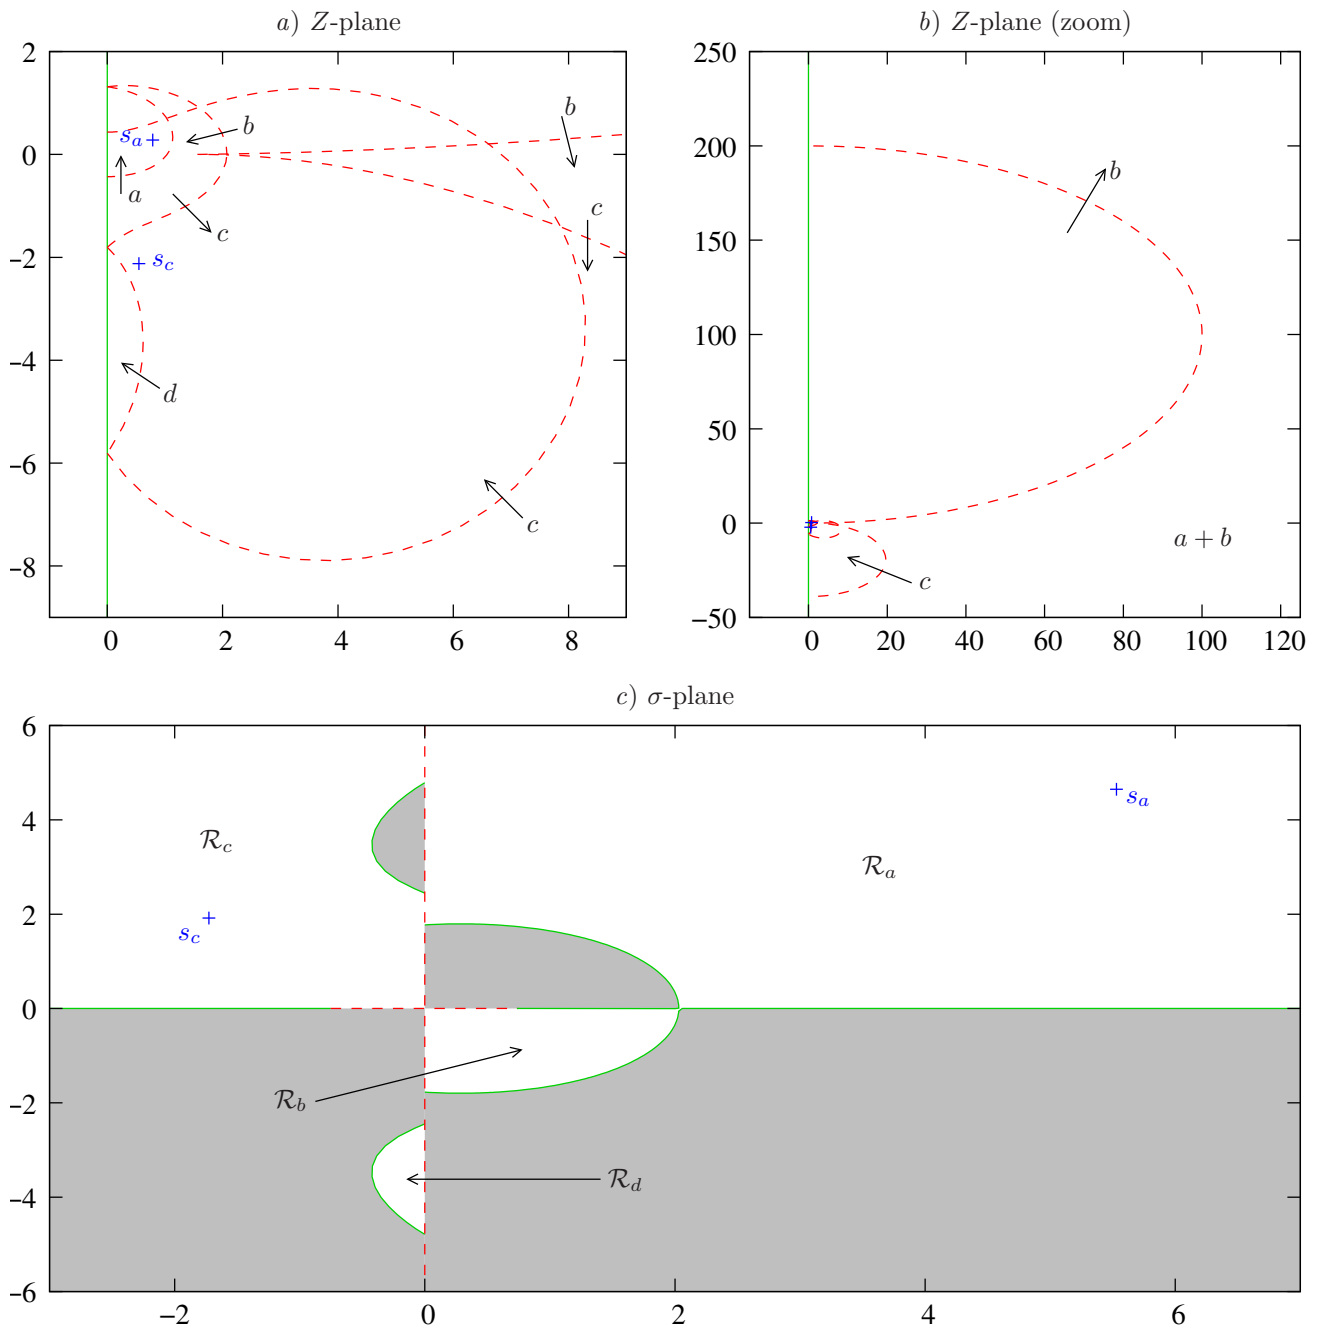 a) Z-plane
2
0
−2
−4
−6
−8
0 2 4 6 8
s_a
a
b
c
s_c
d
b
c
c
b) Z-plane (zoom)
250
200
150
100
50
0
−50
0 20 40 60 80 100 120
b
a + b
c
c) σ-plane
6
4
2
0
−2
−4
−6
−2 0 2 4 6
s_a
R_c
R_a
s_c
R_b
R_d